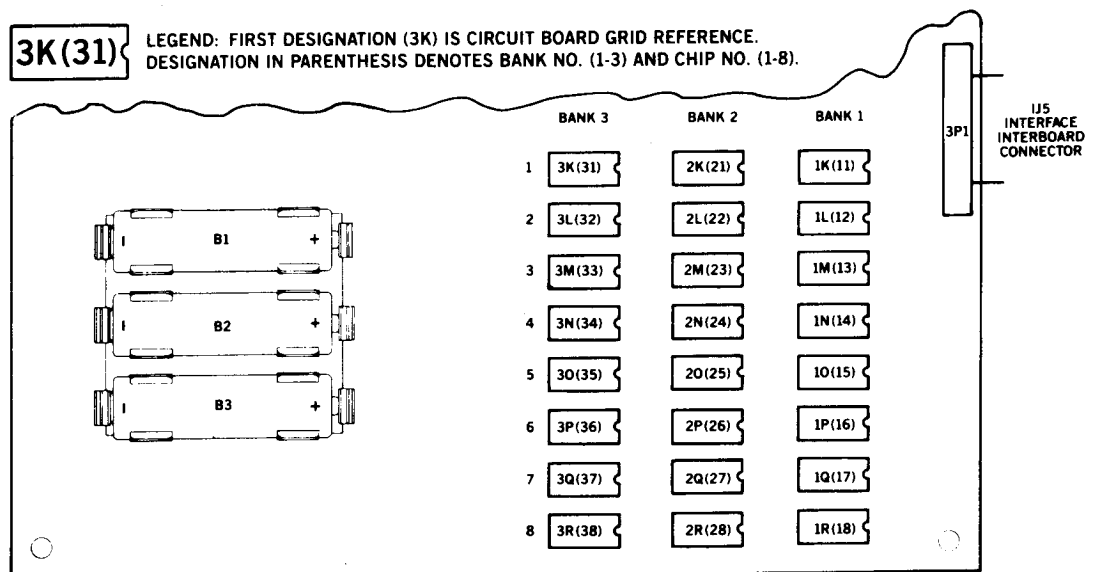 3K(31)
LEGEND: FIRST DESIGNATION (3K) IS CIRCUIT BOARD GRID REFERENCE.
DESIGNATION IN PARENTHESIS DENOTES BANK NO. (1-3) AND CHIP NO. (1-8).
BANK 3 BANK 2 BANK 1
3P1
IJ5
INTERFACE
INTERBOARD
CONNECTOR
1 3K(31) 2K(21) 1K(11)
2 3L(32) 2L(22) 1L(12)
3 3M(33) 2M(23) 1M(13)
4 3N(34) 2N(24) 1N(14)
5 3O(35) 2O(25) 1O(15)
6 3P(36) 2P(26) 1P(16)
7 3Q(37) 2Q(27) 1Q(17)
8 3R(38) 2R(28) 1R(18)
- B1 +
- B2 +
- B3 +